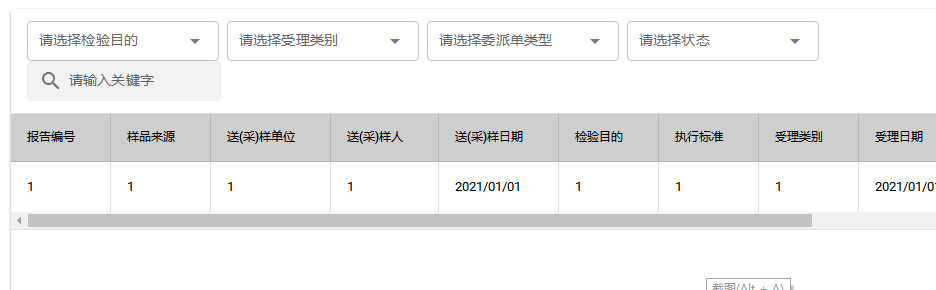 请选择检验目的 请选择受理类别 请选择委派单类型 请选择状态
请输入关键字
报告编号 样品来源 送(采)样单位 送(采)样人 送(采)样日期 检验目的 执行标准 受理类别 受理日期
1 1 1 1 2021/01/01 1 1 1 2021/01/01
截图(Alt + A)